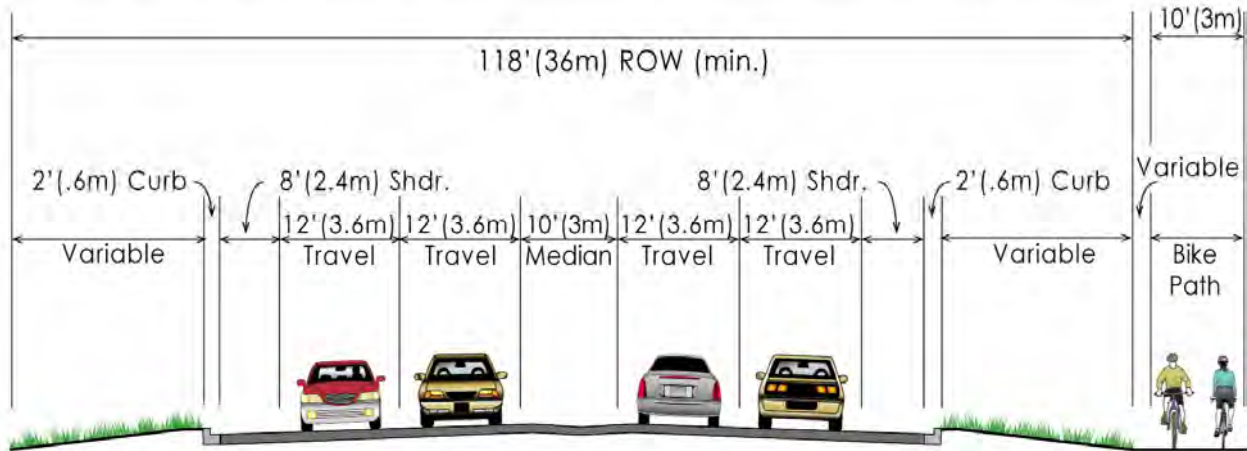 10'(3m)
118'(36m) ROW (min.)
Variable
2'(.6m) Curb
8'(2.4m) Shdr.
8'(2.4m) Shdr.
2'(.6m) Curb
12'(3.6m)
12'(3.6m)
10'(3m)
12'(3.6m)
12'(3.6m)
Variable
Travel
Travel
Median
Travel
Travel
Variable
Bike
Path